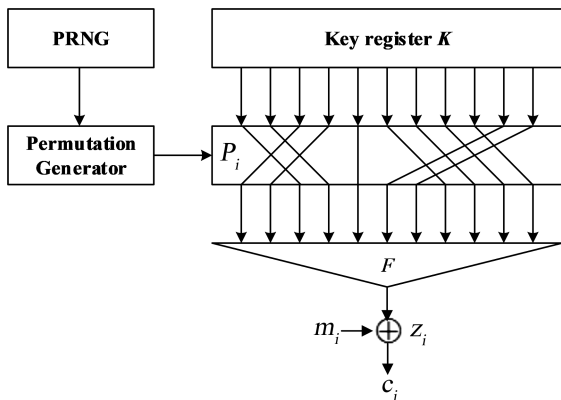 PRNG
Key register K
Permutation
Generator
P_i
F
m_i
z_i
c_i